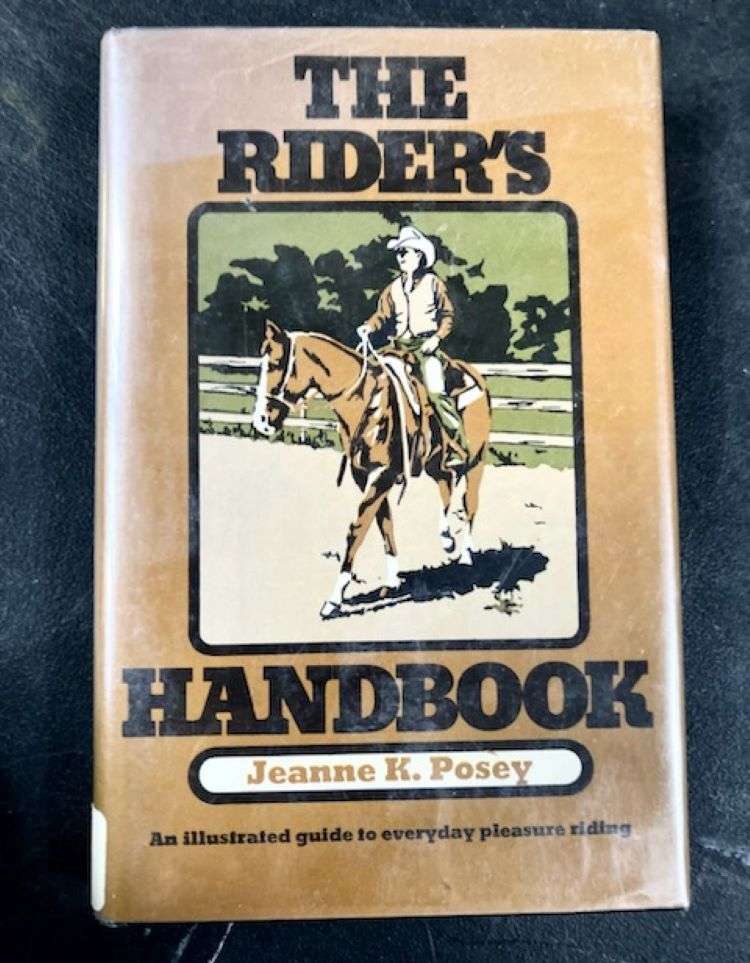 THE
RIDER'S
HANDBOOK
Jeanne K. Posey
An illustrated guide to everyday pleasure riding